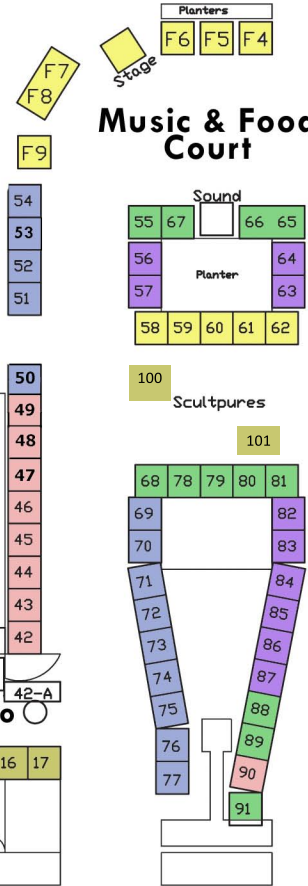 Planters
F6 F5 F4
F7
F8
Stage
Music & Food
Court
F9
54
53
52
51
Sound
55 67 66 65
56 64
Planter
57 63
58 59 60 61 62
50
49
48
47
46
45
44
43
42
42-A
o
16 17
100
Scultpures
101
68 78 79 80 81
69 82
70 83
71 84
72 85
73 86
74 87
75 88
76 89
77 90
91